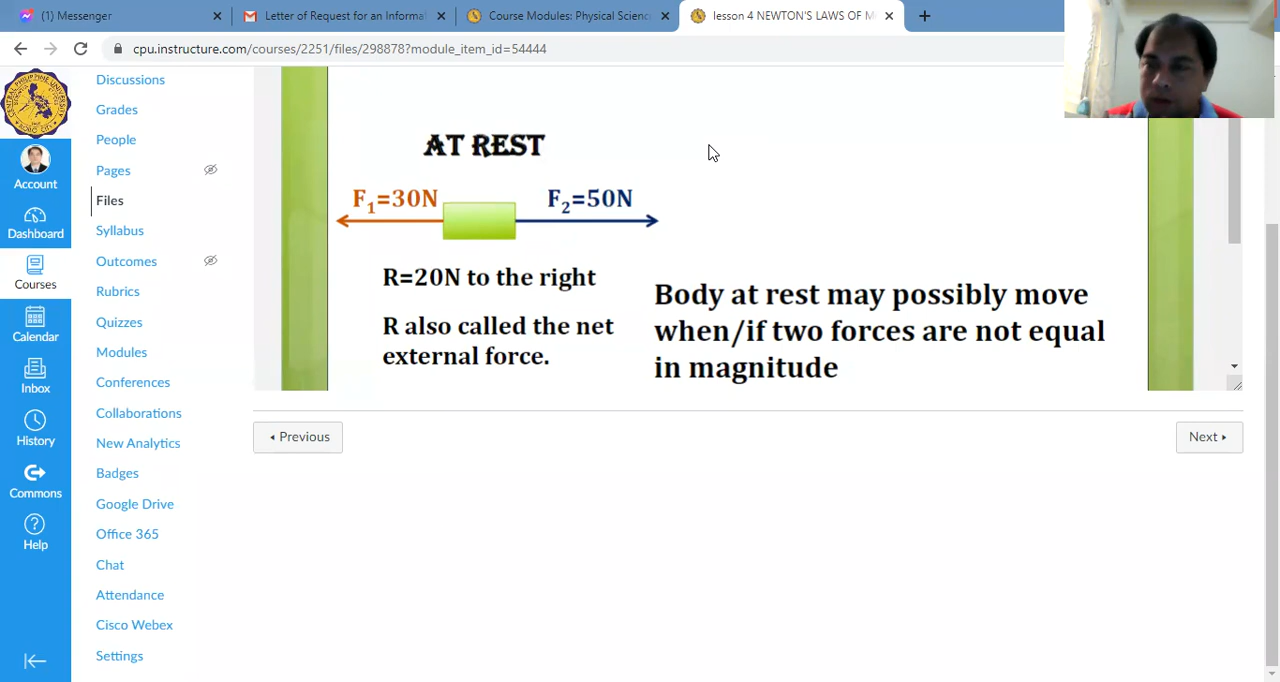 (1) Messenger
Letter of Request for an Informa
Course Modules: Physical Scienc
lesson 4 NEWTON'S LAWS OF M
cpu.instructure.com/courses/2251/files/298878?module_item_id=54444
Account
Dashboard
Courses
Calendar
Inbox
History
Commons
Help
Discussions
Grades
People
Pages
Files
Syllabus
Outcomes
Rubrics
Quizzes
Modules
Conferences
Collaborations
New Analytics
Badges
Google Drive
Office 365
Chat
Attendance
Cisco Webex
Settings
AT REST
F₁=30N
F₂=50N
R=20N to the right
R also called the net
external force.
Body at rest may possibly move
when/if two forces are not equal
in magnitude
Previous
Next